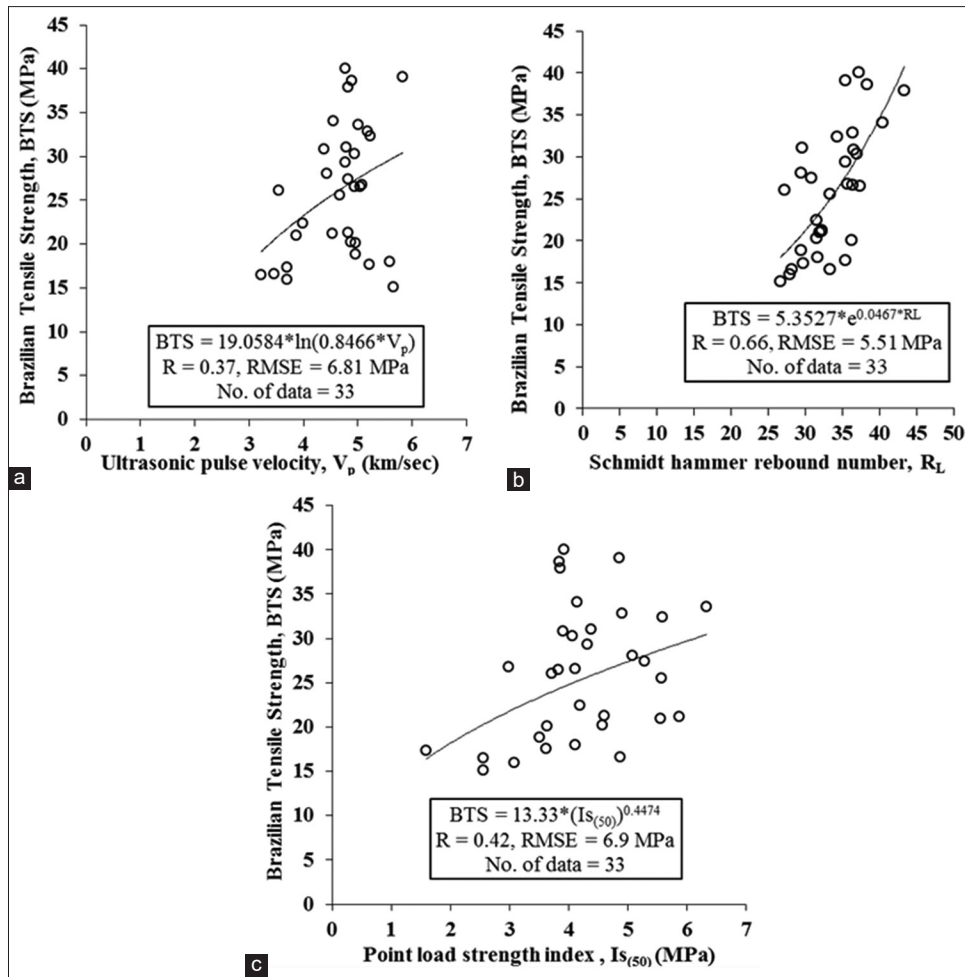 45
40
35
30
25
20
15
10
5
0
Brazilian Tensile Strength, BTS (MPa)
BTS = 19.0584*ln(0.8466*Vp)
R = 0.37, RMSE = 6.81 MPa
No. of data = 33
0 1 2 3 4 5 6 7
Ultrasonic pulse velocity, Vp (km/sec)
a
45
40
35
30
25
20
15
10
5
0
Brazilian Tensile Strength, BTS (MPa)
BTS = 5.3527*e^0.0467*RL
R = 0.66, RMSE = 5.51 MPa
No. of data = 33
0 5 10 15 20 25 30 35 40 45 50
Schmidt hammer rebound number, RL
b
45
40
35
30
25
20
15
10
5
0
Brazilian Tensile Strength, BTS (MPa)
BTS = 13.33*(Is(50))^0.4474
R = 0.42, RMSE = 6.9 MPa
No. of data = 33
0 1 2 3 4 5 6 7
Point load strength index , Is(50) (MPa)
c